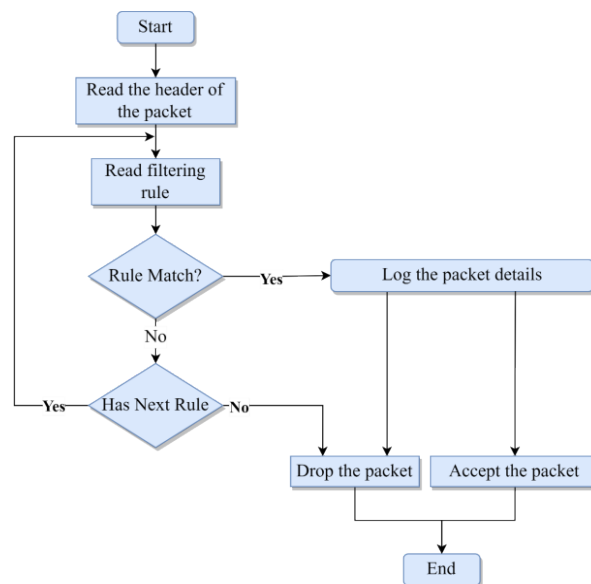 Start
Read the header of
the packet
Read filtering
rule
Rule Match?
Yes
Log the packet details
No
Has Next Rule
Yes
No
Drop the packet
Accept the packet
End